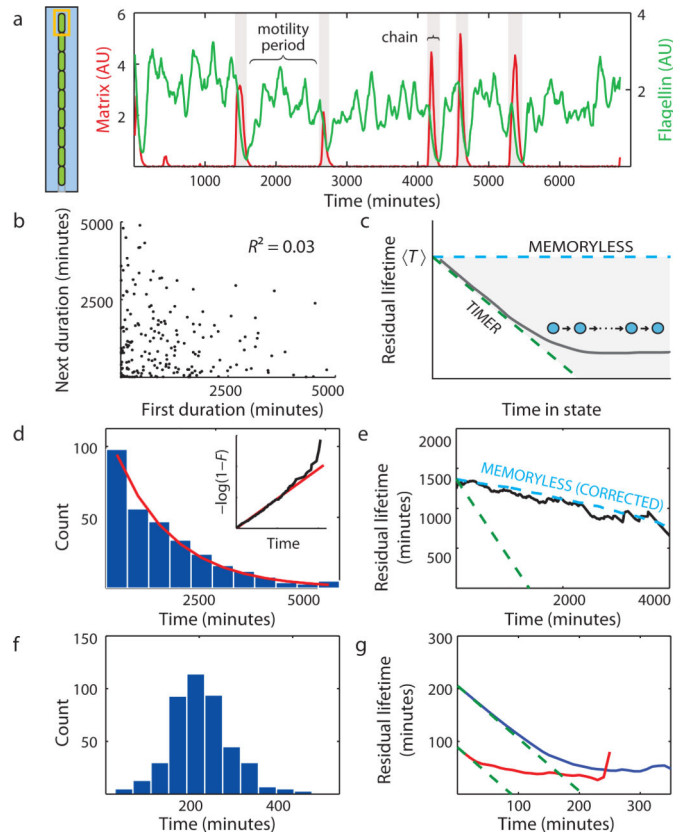 a
Matrix (AU)
6
4
2
motility
period
chain
4
2
Flaqellin (AU)
1000 2000 3000 4000 5000 6000
Time (minutes)
b
Next duration (minutes)
5000
2500
R² = 0.03
2500 5000
First duration (minutes)
c
Residual lifetime
⟨T⟩
MEMORYLESS
TIMER
Time in state
d
Count
100
50
−log(1−F)
Time
2500 5000
Time (minutes)
e
Residual lifetime
(minutes)
2000
1500
1000
500
MEMORYLESS (CORRECTED)
2000 4000
Time (minutes)
f
Count
150
100
50
200 400
Time (minutes)
g
Residual lifetime
(minutes)
300
200
100
100 200 300
Time (minutes)